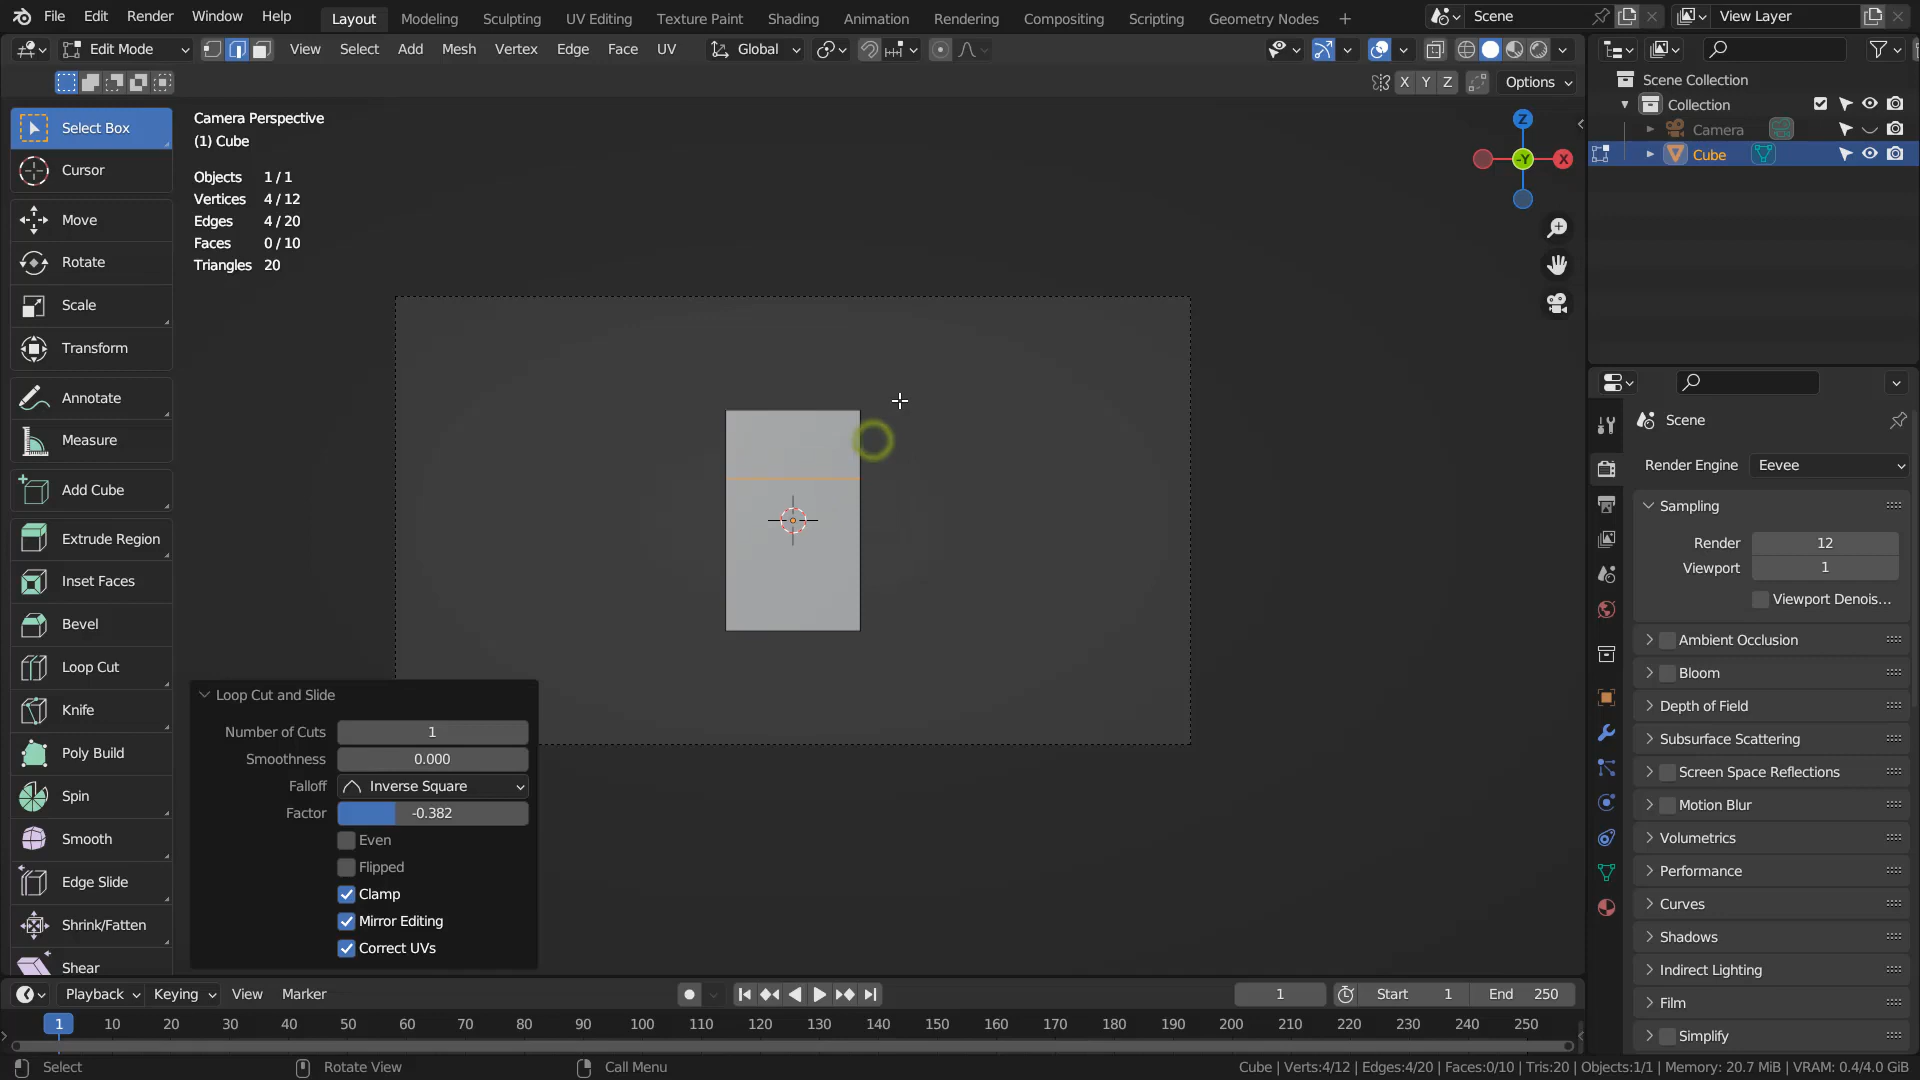 File Edit Render Window Help Layout Modeling Sculpting UV Editing Texture Paint Shading Animation Rendering Compositing Scripting Geometry Nodes + Scene View Layer
Edit Mode View Select Add Mesh Vertex Edge Face UV Global
X Y Z Options
Scene Collection
Collection
Camera
Cube
Select Box
Cursor
Move
Rotate
Scale
Transform
Annotate
Measure
Add Cube
Extrude Region
Inset Faces
Bevel
Loop Cut
Knife
Poly Build
Spin
Smooth
Edge Slide
Shrink/Fatten
Shear
Camera Perspective
(1) Cube
Objects 1 / 1
Vertices 4 / 12
Edges 4 / 20
Faces 0 / 10
Triangles 20
Z
-Y
X
Loop Cut and Slide
Number of Cuts 1
Smoothness 0.000
Falloff Inverse Square
Factor -0.382
Even
Flipped
Clamp
Mirror Editing
Correct UVs
Scene
Render Engine Eevee
Sampling
Render 12
Viewport 1
Viewport Denois...
Ambient Occlusion
Bloom
Depth of Field
Subsurface Scattering
Screen Space Reflections
Motion Blur
Volumetrics
Performance
Curves
Shadows
Indirect Lighting
Film
Simplify
Playback Keying View Marker 1 Start 1 End 250
1 10 20 30 40 50 60 70 80 90 100 110 120 130 140 150 160 170 180 190 200 210 220 230 240 250
Select Rotate View Call Menu Cube | Verts:4/12 | Edges:4/20 | Faces:0/10 | Tris:20 | Objects:1/1 | Memory: 20.7 MiB | VRAM: 0.4/4.0 GiB